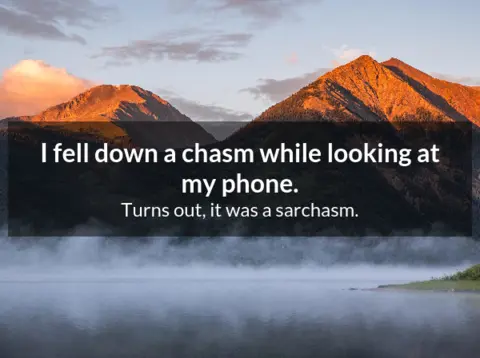 I fell down a chasm while looking at
my phone.
Turns out, it was a sarchasm.